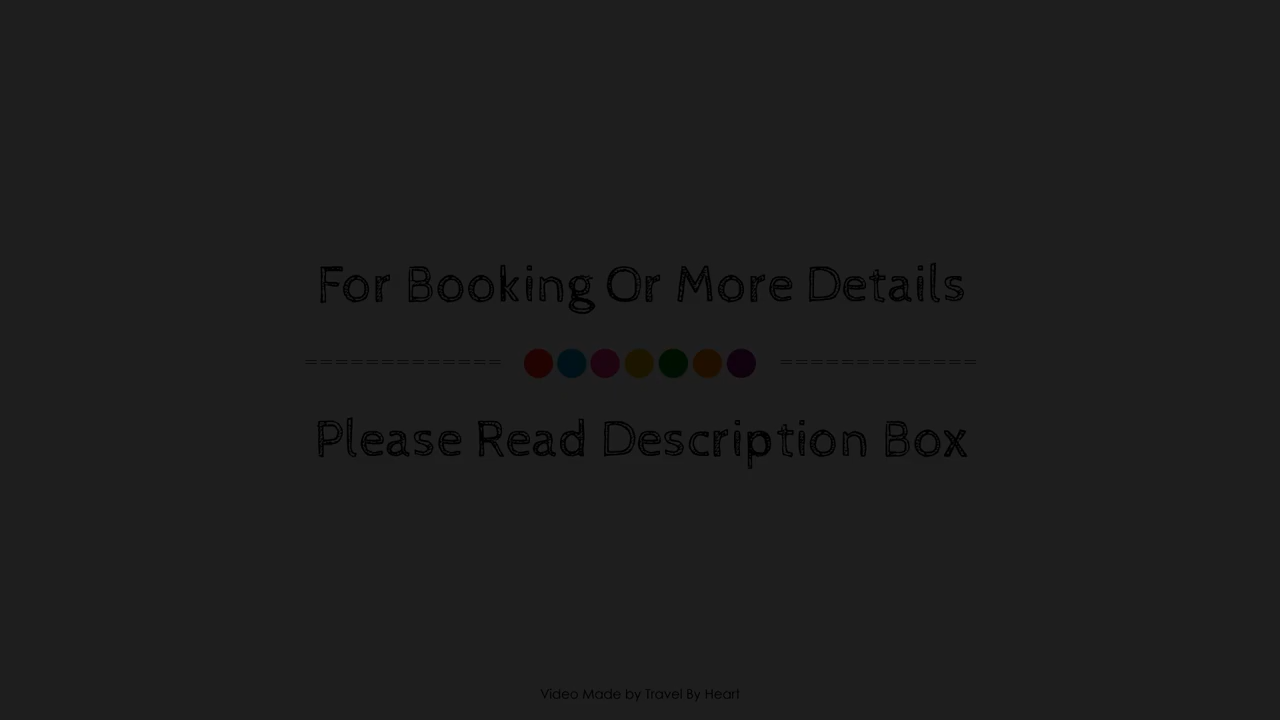 For Booking Or More Details
============= =============
Please Read Description Box
Video Made by Travel By Heart